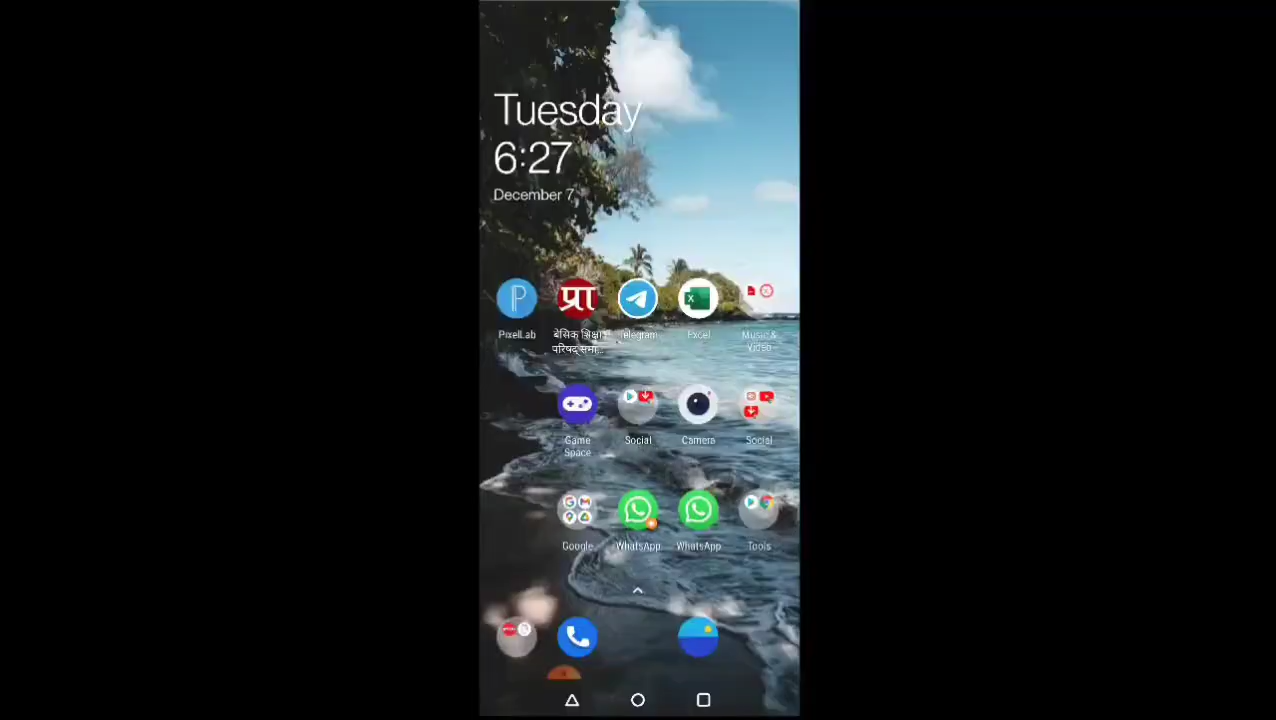 Tuesday
6:27
December 7
PixelLab
प्रा
बेसिक शिक्षा
परिषद् समा...
Telegram
Excel
Music &
Video
Game
Space
Social
Camera
Social
Google
WhatsApp
WhatsApp
Tools